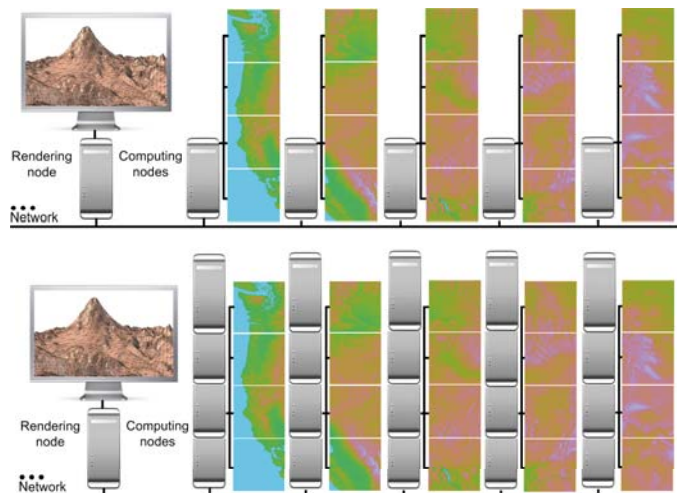 Rendering
node
Computing
nodes
Network
Rendering
node
Computing
nodes
Network